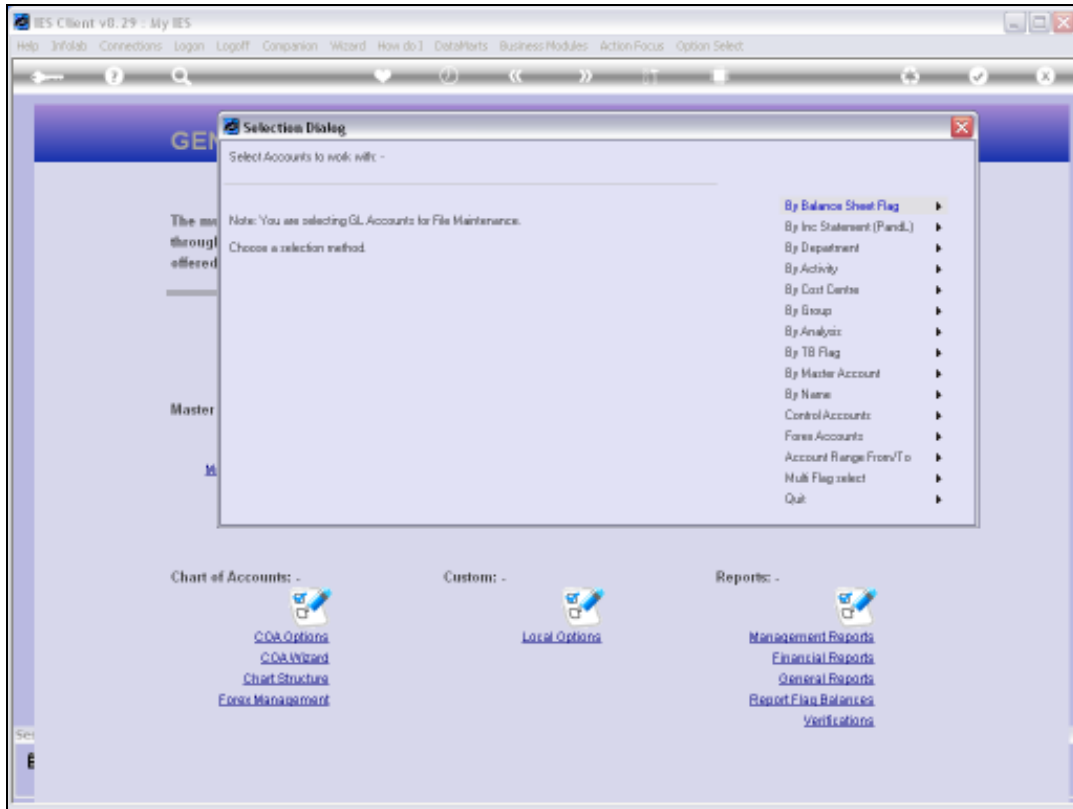 IES Client v8.29 : My IES
Help Infolab Connections Logon Logoff Companion Wizard How do I DataMarts Business Modules Action Focus Option Select
GEN
Selection Dialog
Select Accounts to work with: -
Note: You are selecting GL Accounts for File Maintenance.
Choose a selection method.
By Balance Sheet Flag
By Inc Statement (PandL)
By Department
By Activity
By Cost Centre
By Group
By Analysis
By TB Flag
By Master Account
By Name
Control Accounts
Forex Accounts
Account Range From/To
Multi Flag select
Quit
The
through
offered
Master
Chart of Accounts: -
COA Options
COA Wizard
Chart Structure
Forex Management
Custom: -
Local Options
Reports: -
Management Reports
Financial Reports
General Reports
Report Flag Balances
Verifications